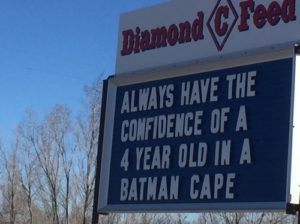 Diamond C Feed
ALWAYS HAVE THE
CONFIDENCE OF A
4 YEAR OLD IN A
BATMAN CAPE